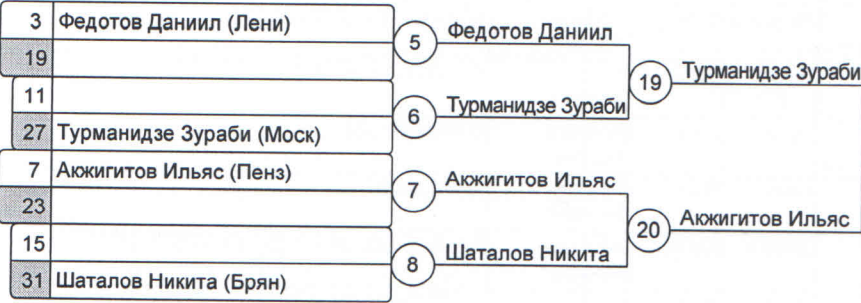 3 Федотов Даниил (Лени)
19
5 Федотов Даниил
11
27 Турманидзе Зураби (Моск)
6 Турманидзе Зураби
19 Турманидзе Зураби
7 Акжигитов Ильяс (Пенз)
23
7 Акжигитов Ильяс
15
31 Шаталов Никита (Брян)
8 Шаталов Никита
20 Акжигитов Ильяс